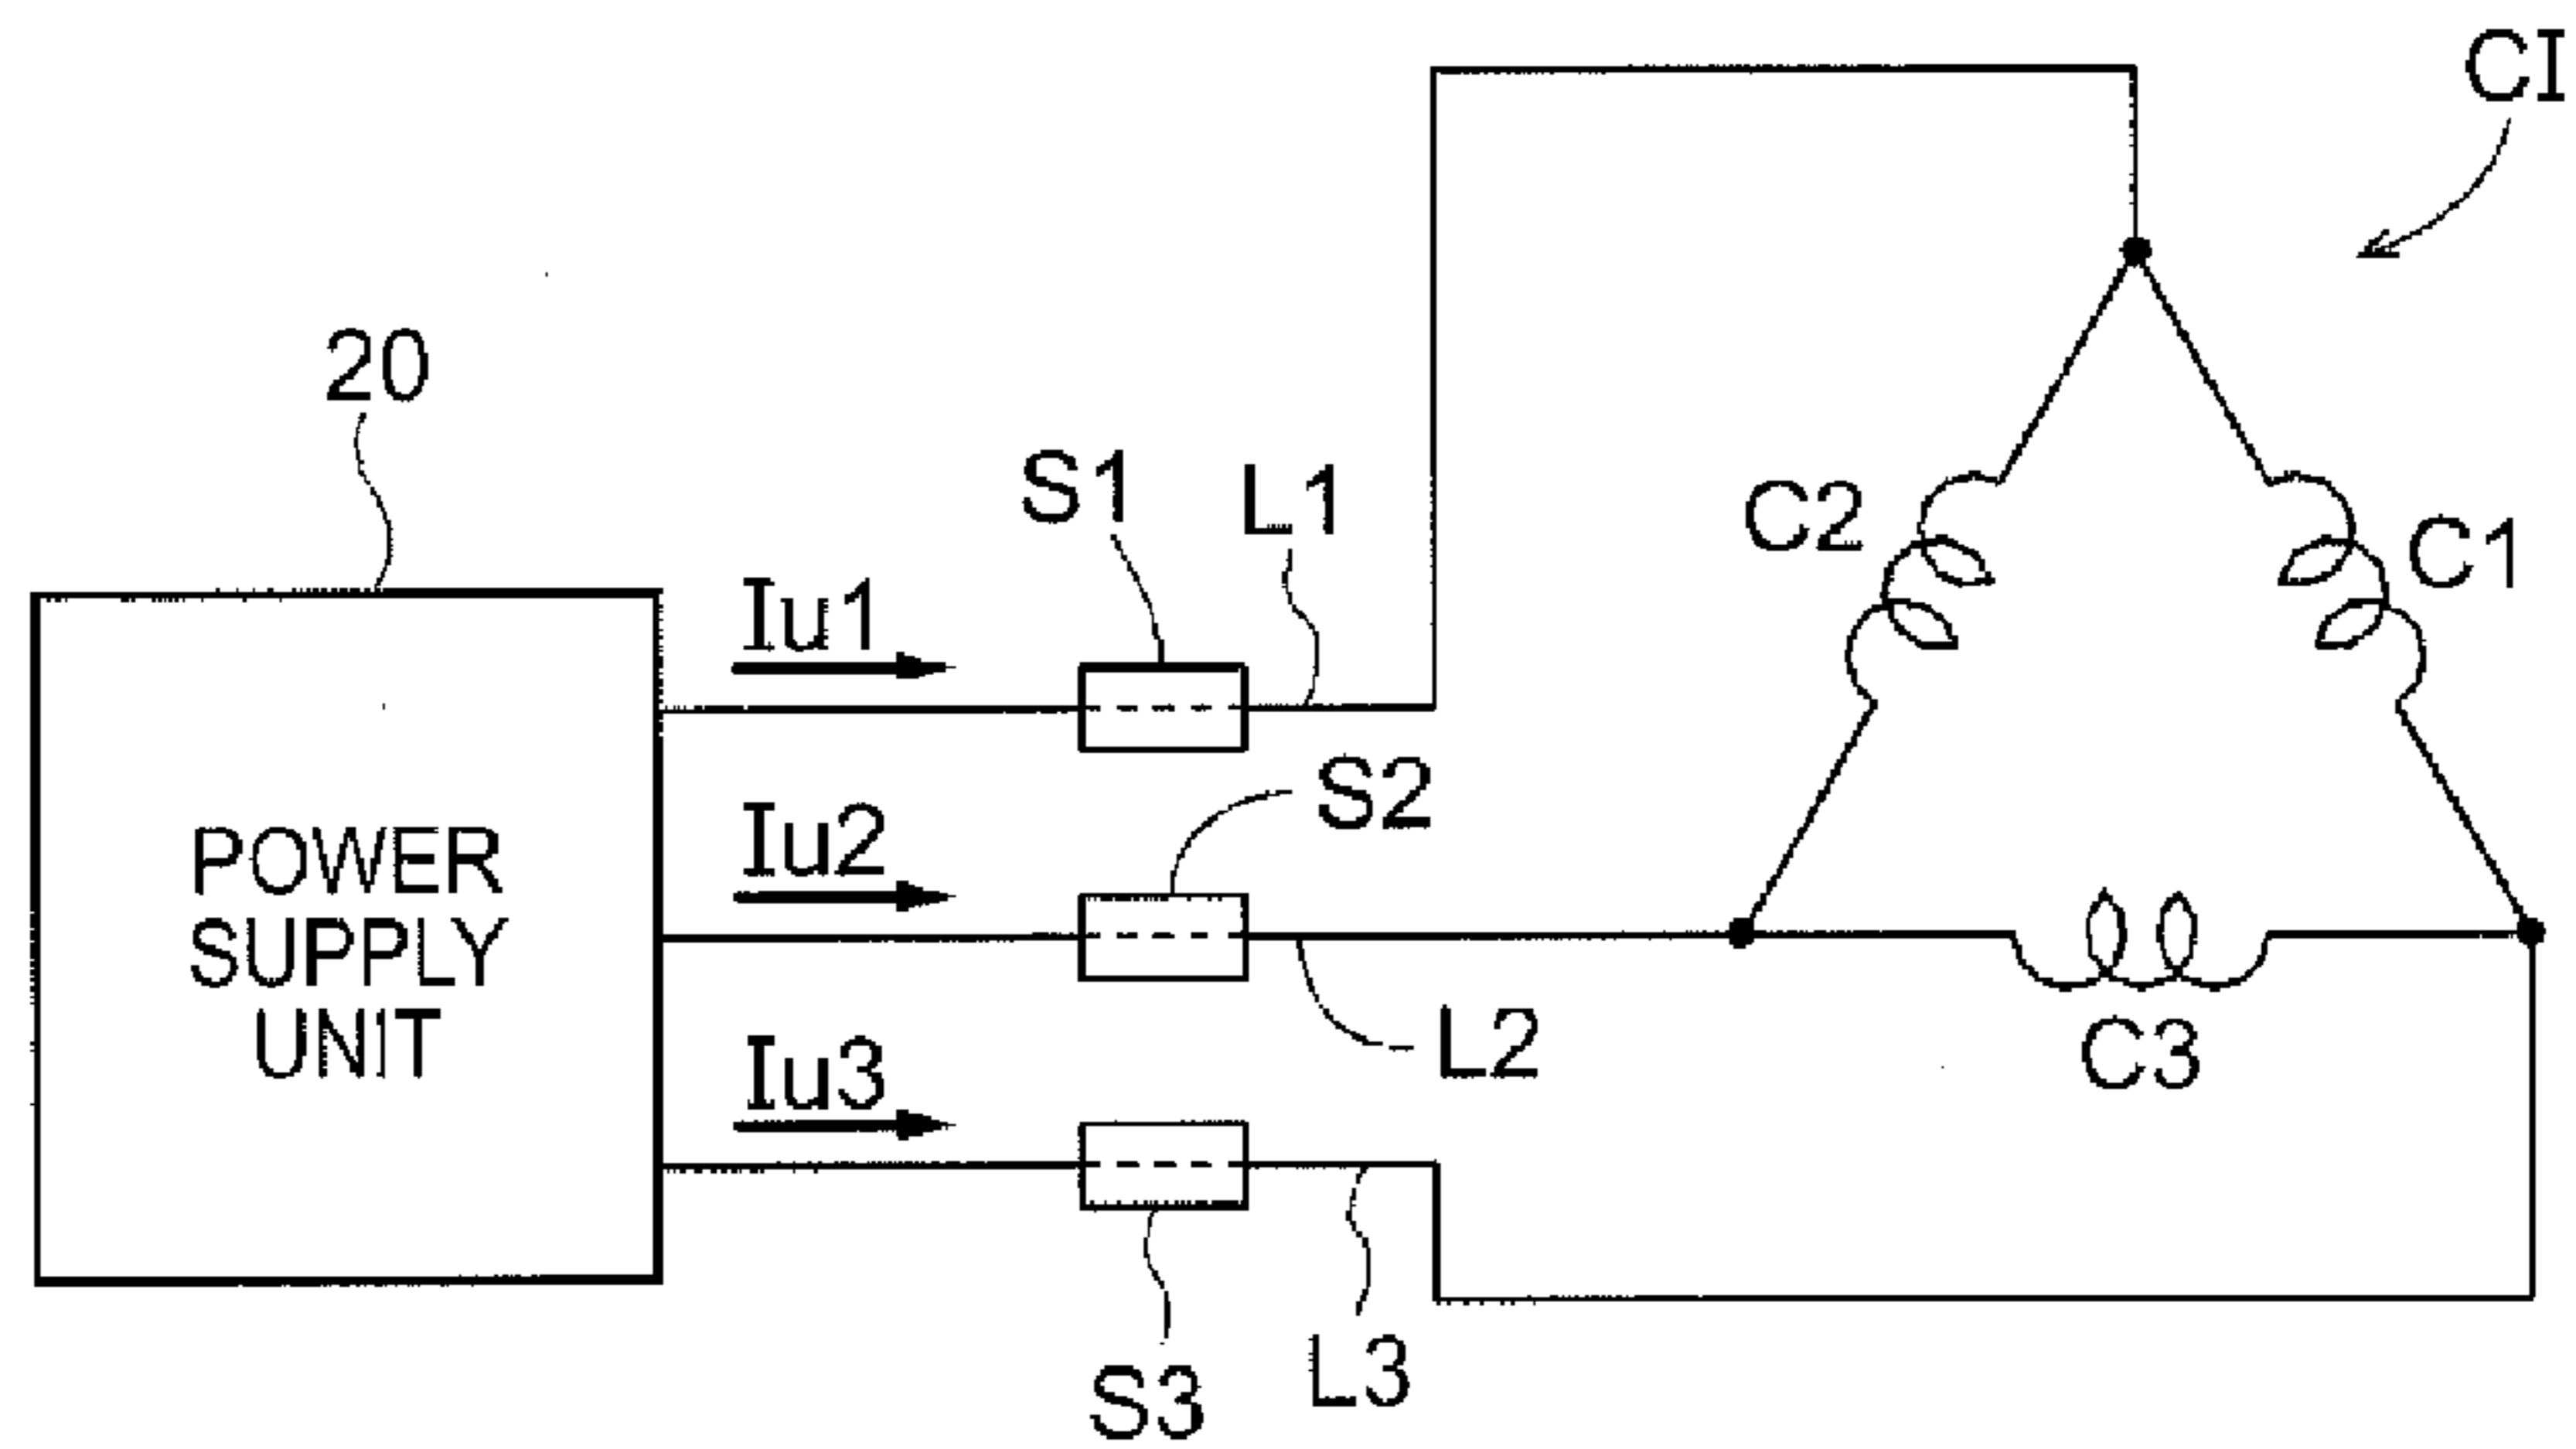 CI
20
S1
L1
C2
C1
Iu1
S2
Iu2
POWER
SUPPLY
UNIT
L2
C3
Iu3
L3
S3